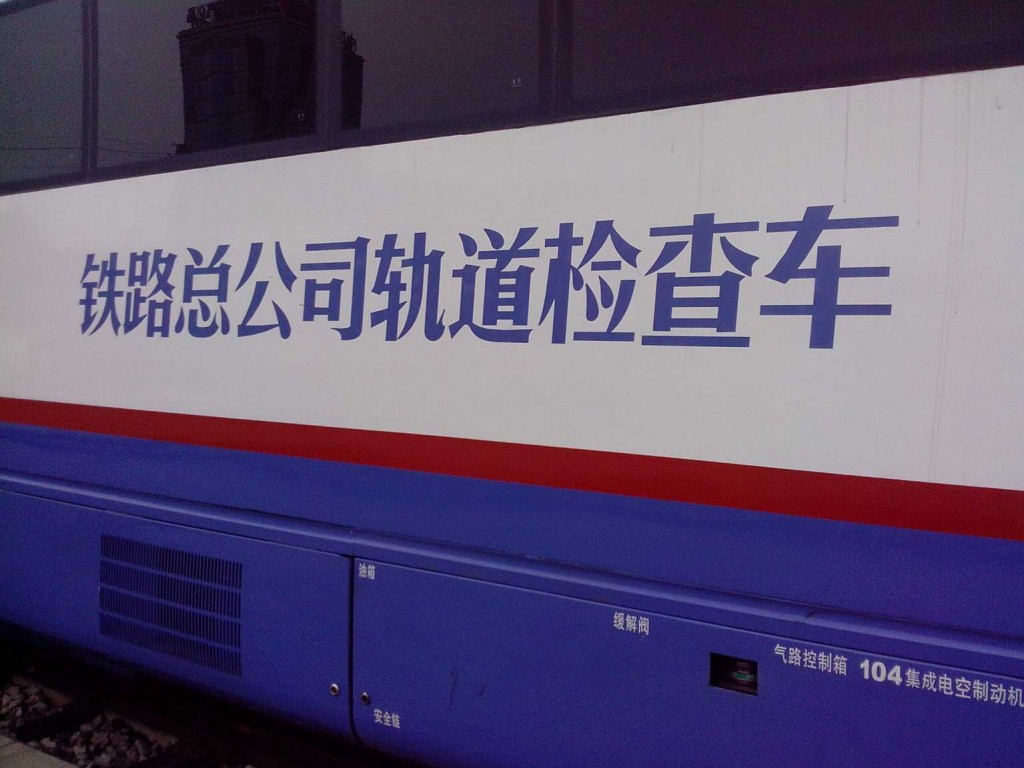 铁路总公司轨道检查车
油箱
缓解阀
气路控制箱
104集成电空制动机
安全链